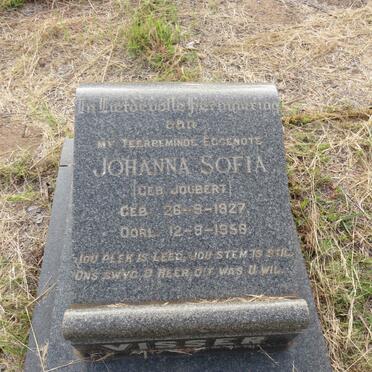 In Liefdevolle Herinnering
aan
MY TEERBEMINDE EGGENOTE
JOHANNA SOFIA
(GEB. JOUBERT)
GEB. 26-9-1927
OORL. 12-8-1958
JOU PLEK IS LEEG, JOU STEM IS STIL,
ONS SWYG, O HEER DIT WAS U WIL.
VISSER